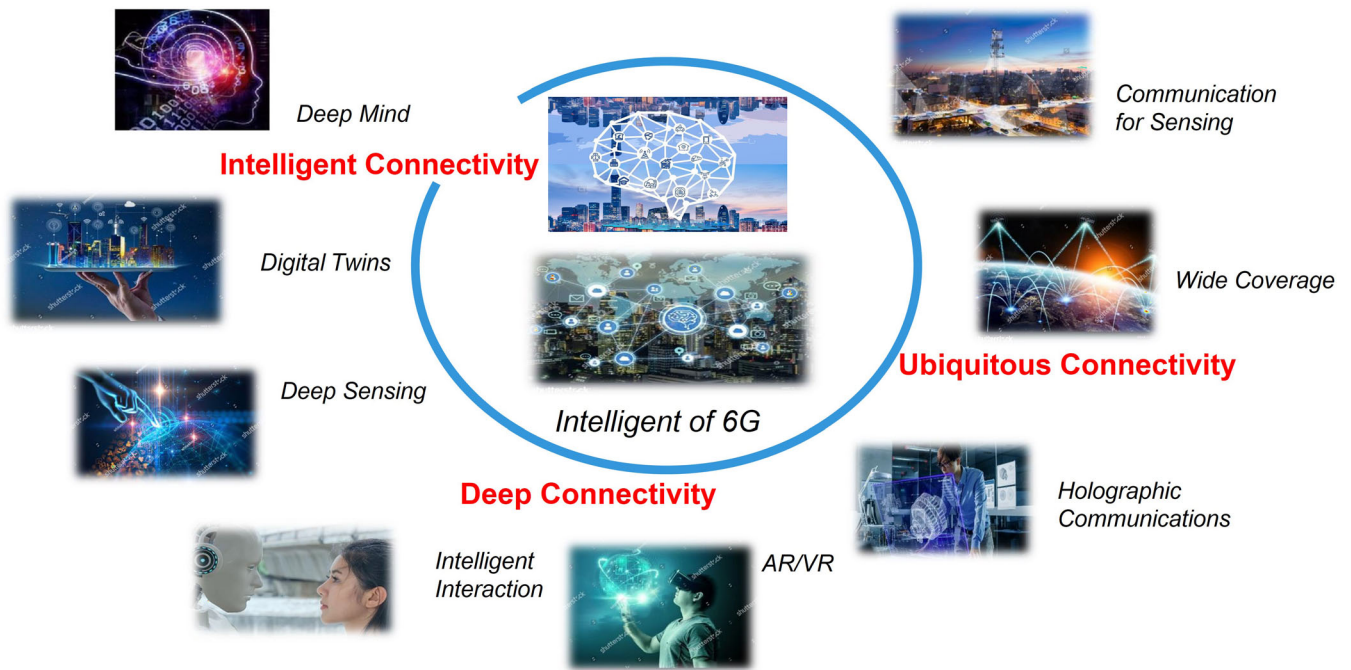 Deep Mind
Intelligent Connectivity
Communication
for Sensing
Digital Twins
Wide Coverage
Deep Sensing
Ubiquitous Connectivity
Intelligent of 6G
Deep Connectivity
Holographic
Communications
Intelligent
Interaction
AR/VR
shutterstock